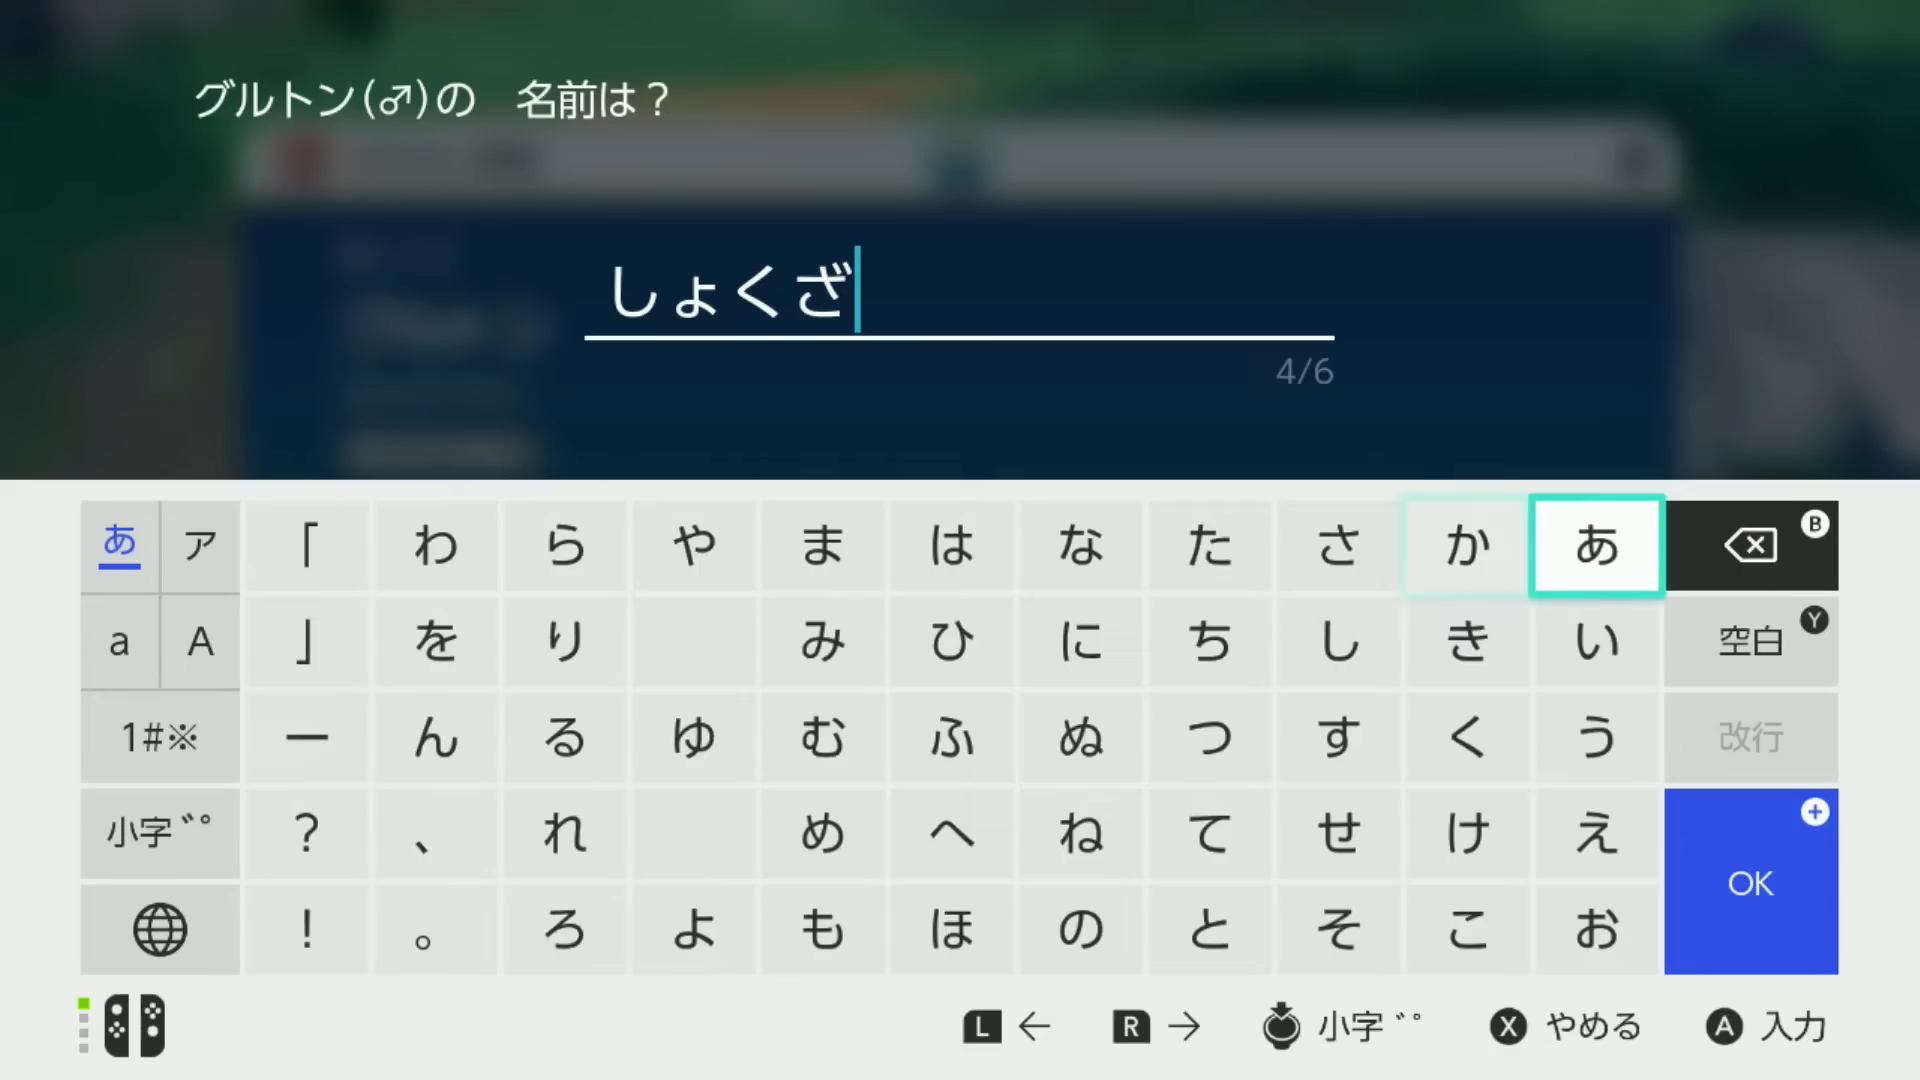 グルトン(♂)の　名前は？
しょくざ
4/6
あ ア 「 わ ら や ま は な た さ か あ B
a A 」 を り み ひ に ち し き い 空白 Y
1#※ ー ん る ゆ む ふ ぬ つ す く う 改行
小字゛゜ ? 、 れ め へ ね て せ け え +
! 。 ろ よ も ほ の と そ こ お OK
L ← R → 小字゛゜ X やめる A 入力